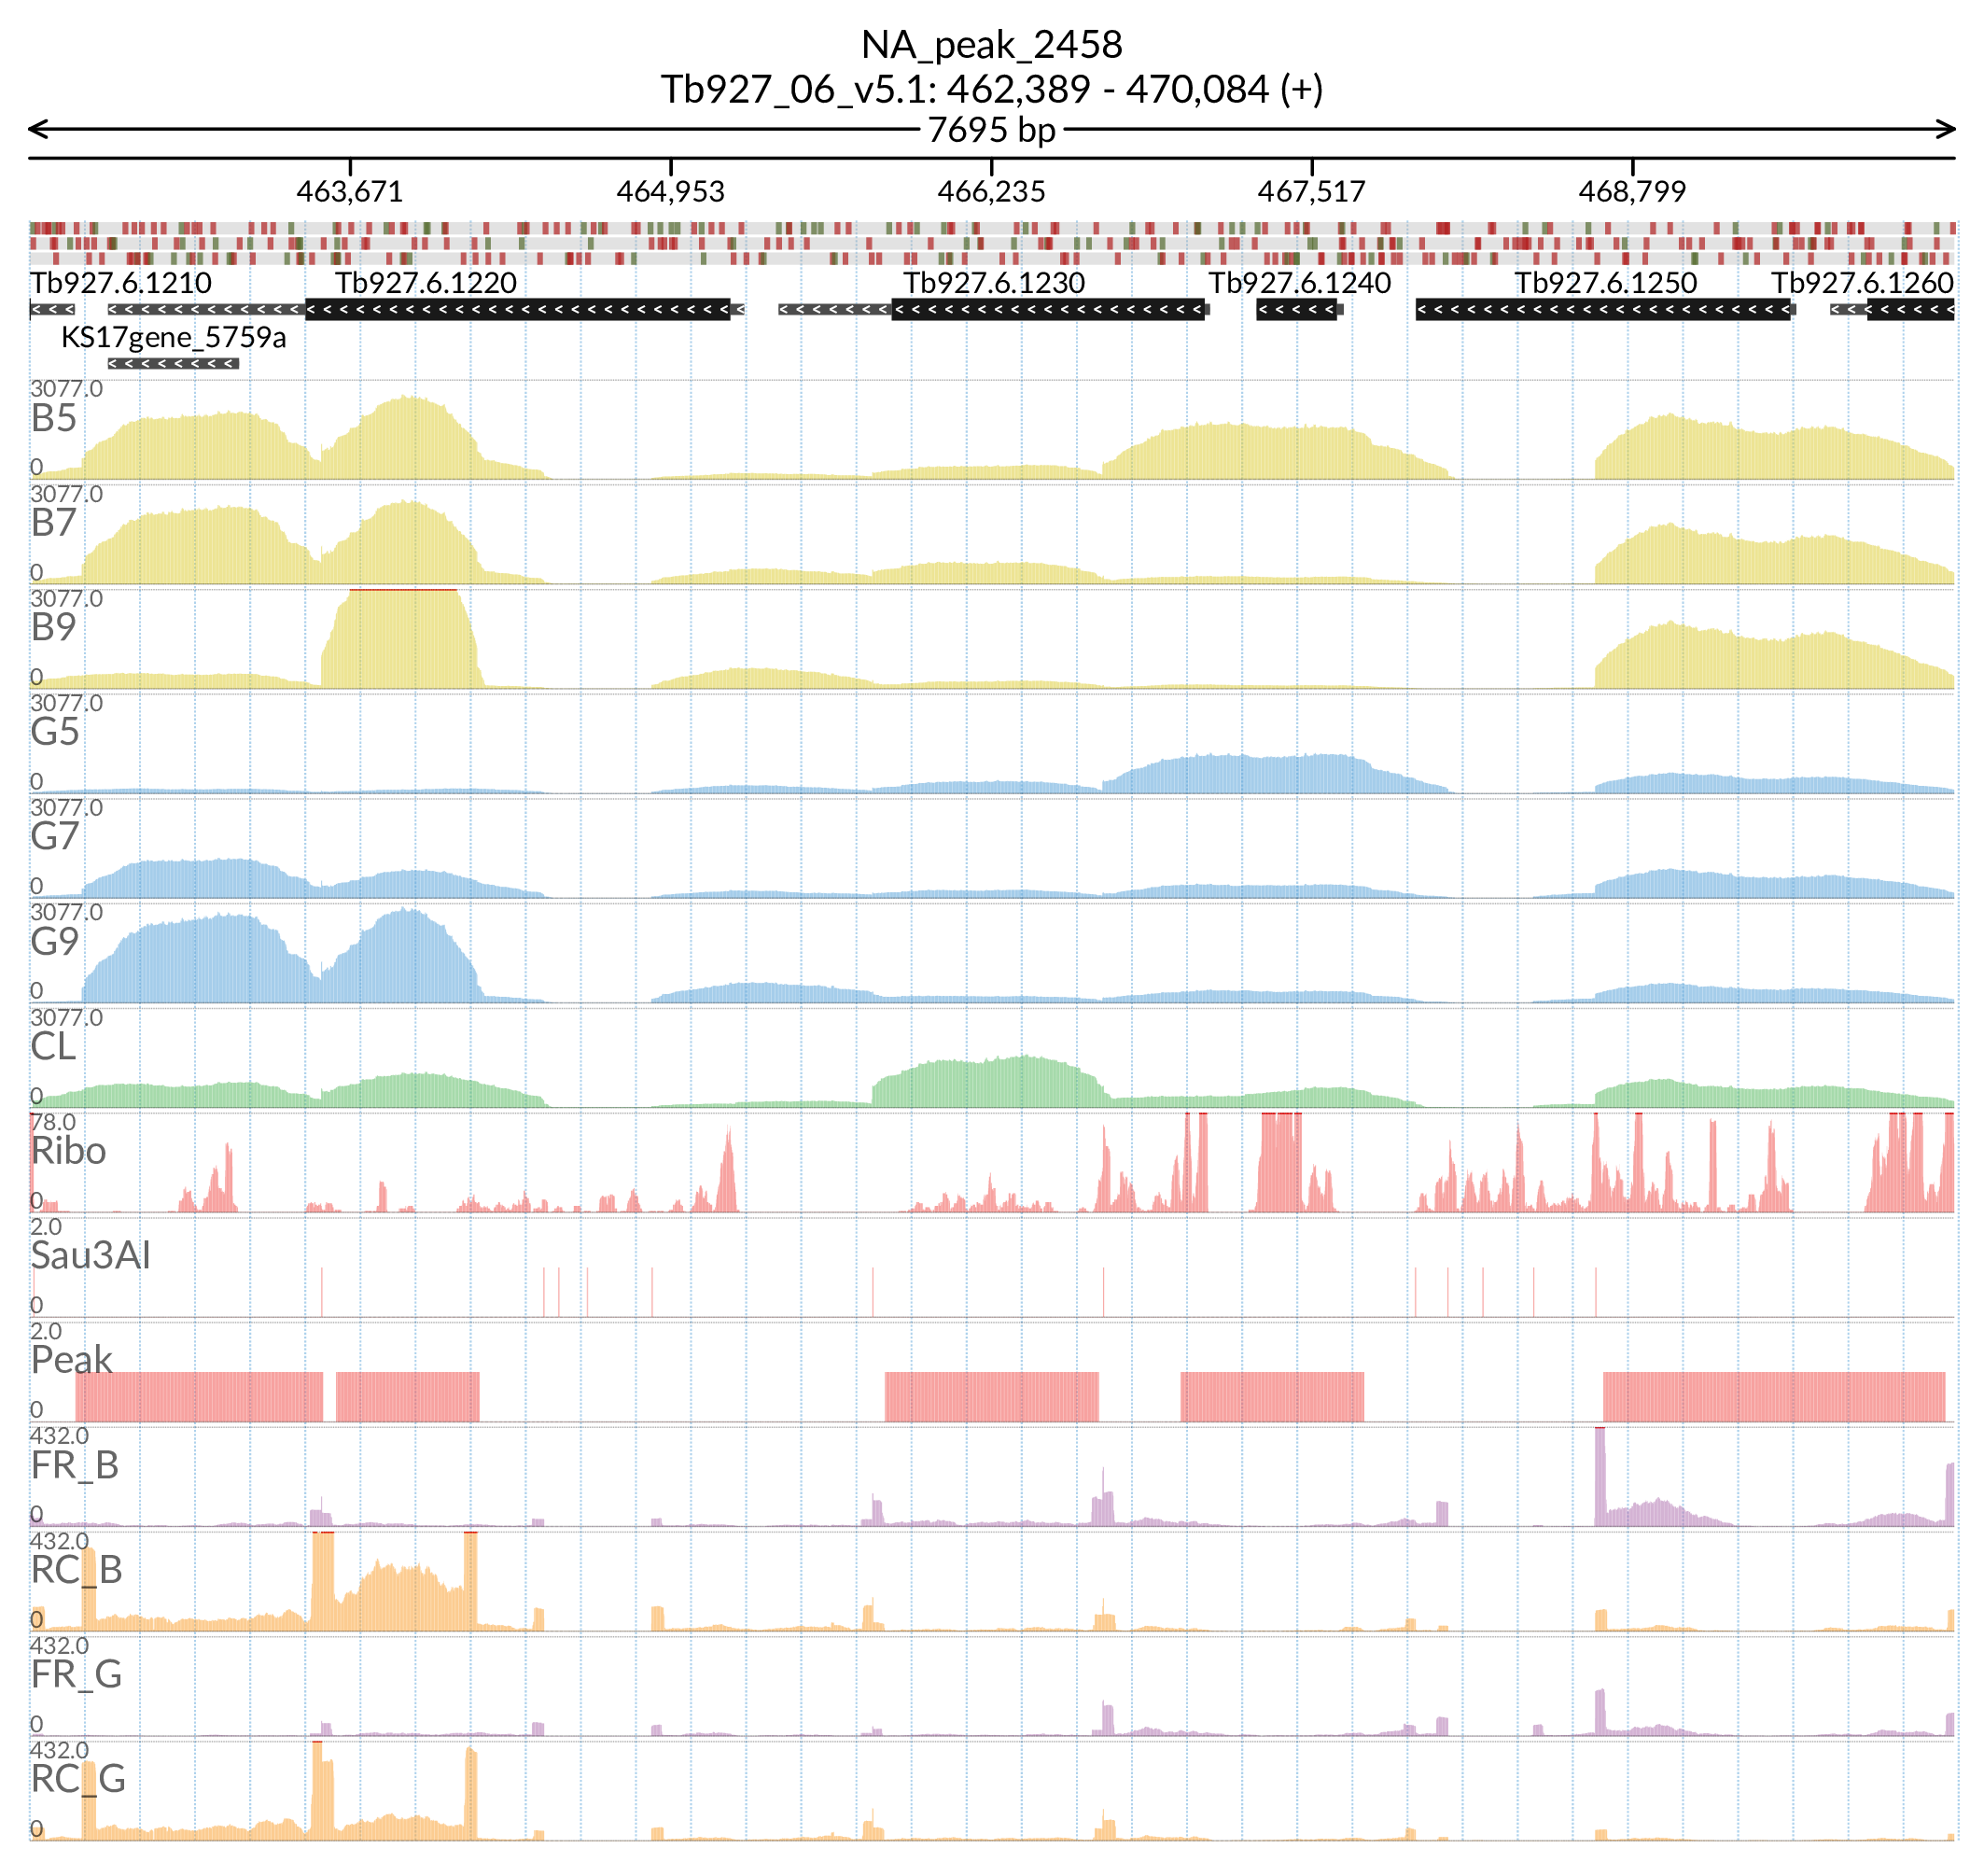 NA_peak_2458
Tb927_06_v5.1: 462,389 - 470,084 (+)
7695 bp
463,671 464,953 466,235 467,517 468,799
Tb927.6.1210 Tb927.6.1220 Tb927.6.1230 Tb927.6.1240 Tb927.6.1250 Tb927.6.1260
KS17gene_5759a
3077.0
B5
0
3077.0
B7
0
3077.0
B9
0
3077.0
G5
0
3077.0
G7
0
3077.0
G9
0
3077.0
CL
0
78.0
Ribo
0
2.0
Sau3AI
0
2.0
Peak
0
432.0
FR_B
0
432.0
RC_B
0
432.0
FR_G
0
432.0
RC_G
0